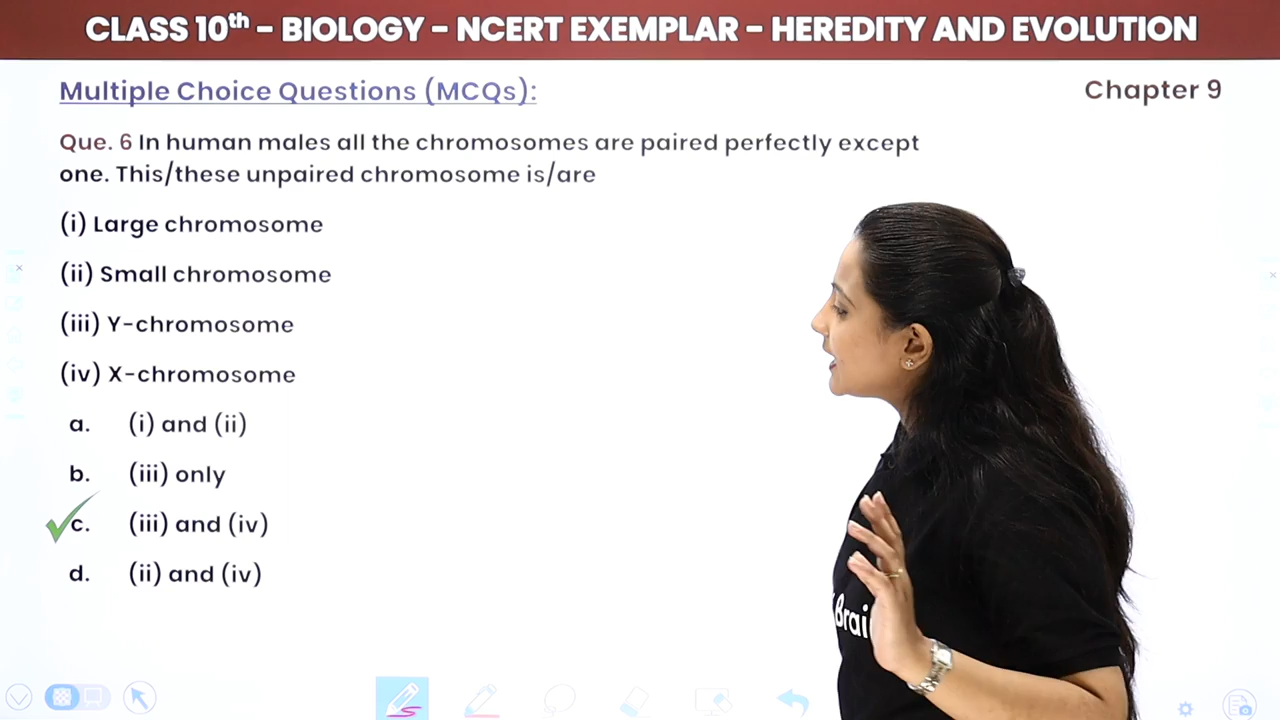 CLASS 10th – BIOLOGY – NCERT EXEMPLAR – HEREDITY AND EVOLUTION
Multiple Choice Questions (MCQs):
Chapter 9
Que. 6 In human males all the chromosomes are paired perfectly except
one. This/these unpaired chromosome is/are
(i) Large chromosome
(ii) Small chromosome
(iii) Y-chromosome
(iv) X-chromosome
a. (i) and (ii)
b. (iii) only
c. (iii) and (iv)
d. (ii) and (iv)